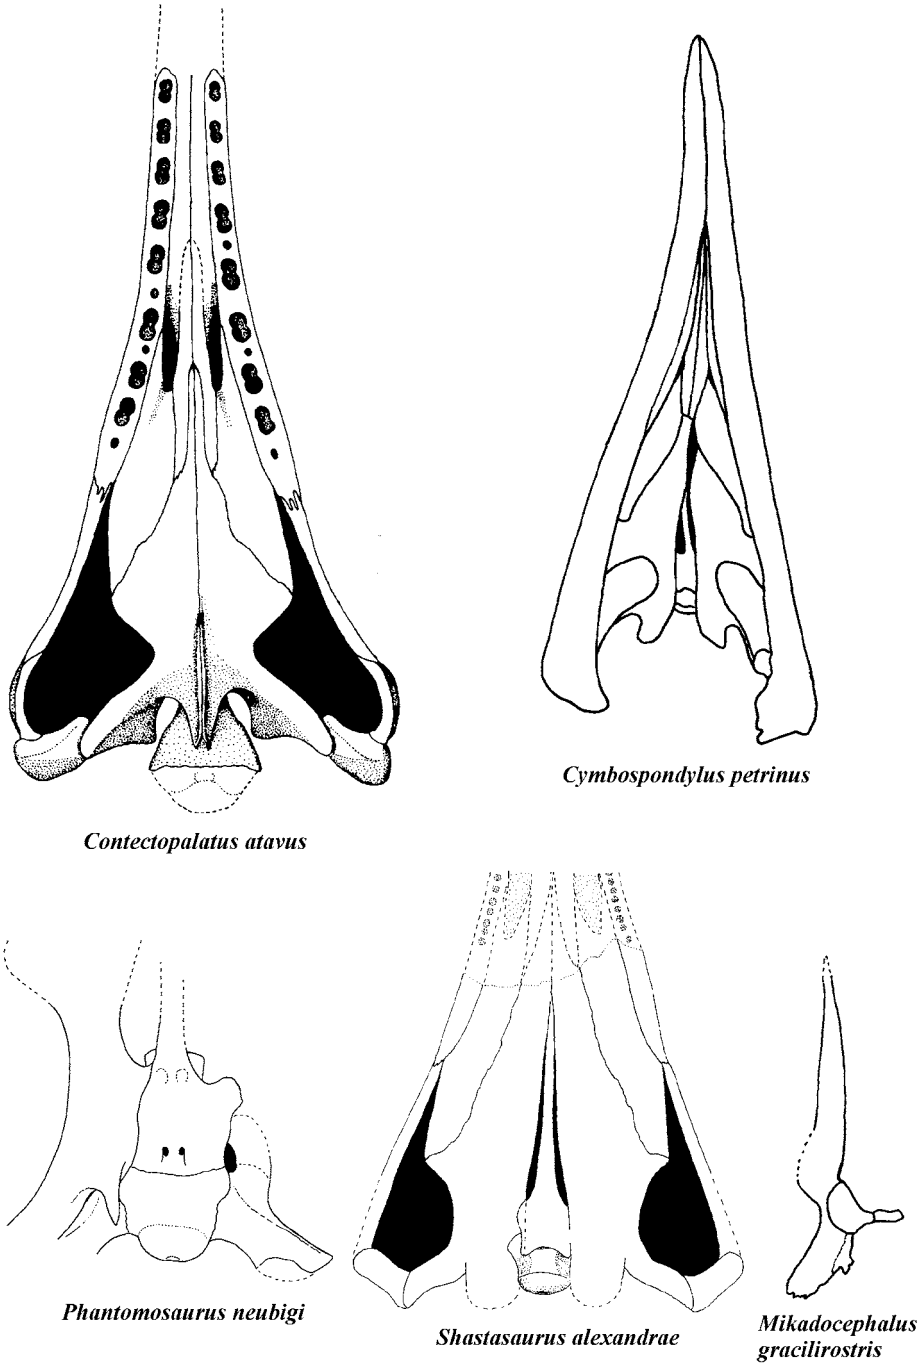 Cymbospondylus petrinus
Contectopalatus atavus
Phantomosaurus neubigi
Shastasaurus alexandrae
Mikadocephalus
gracilirostris